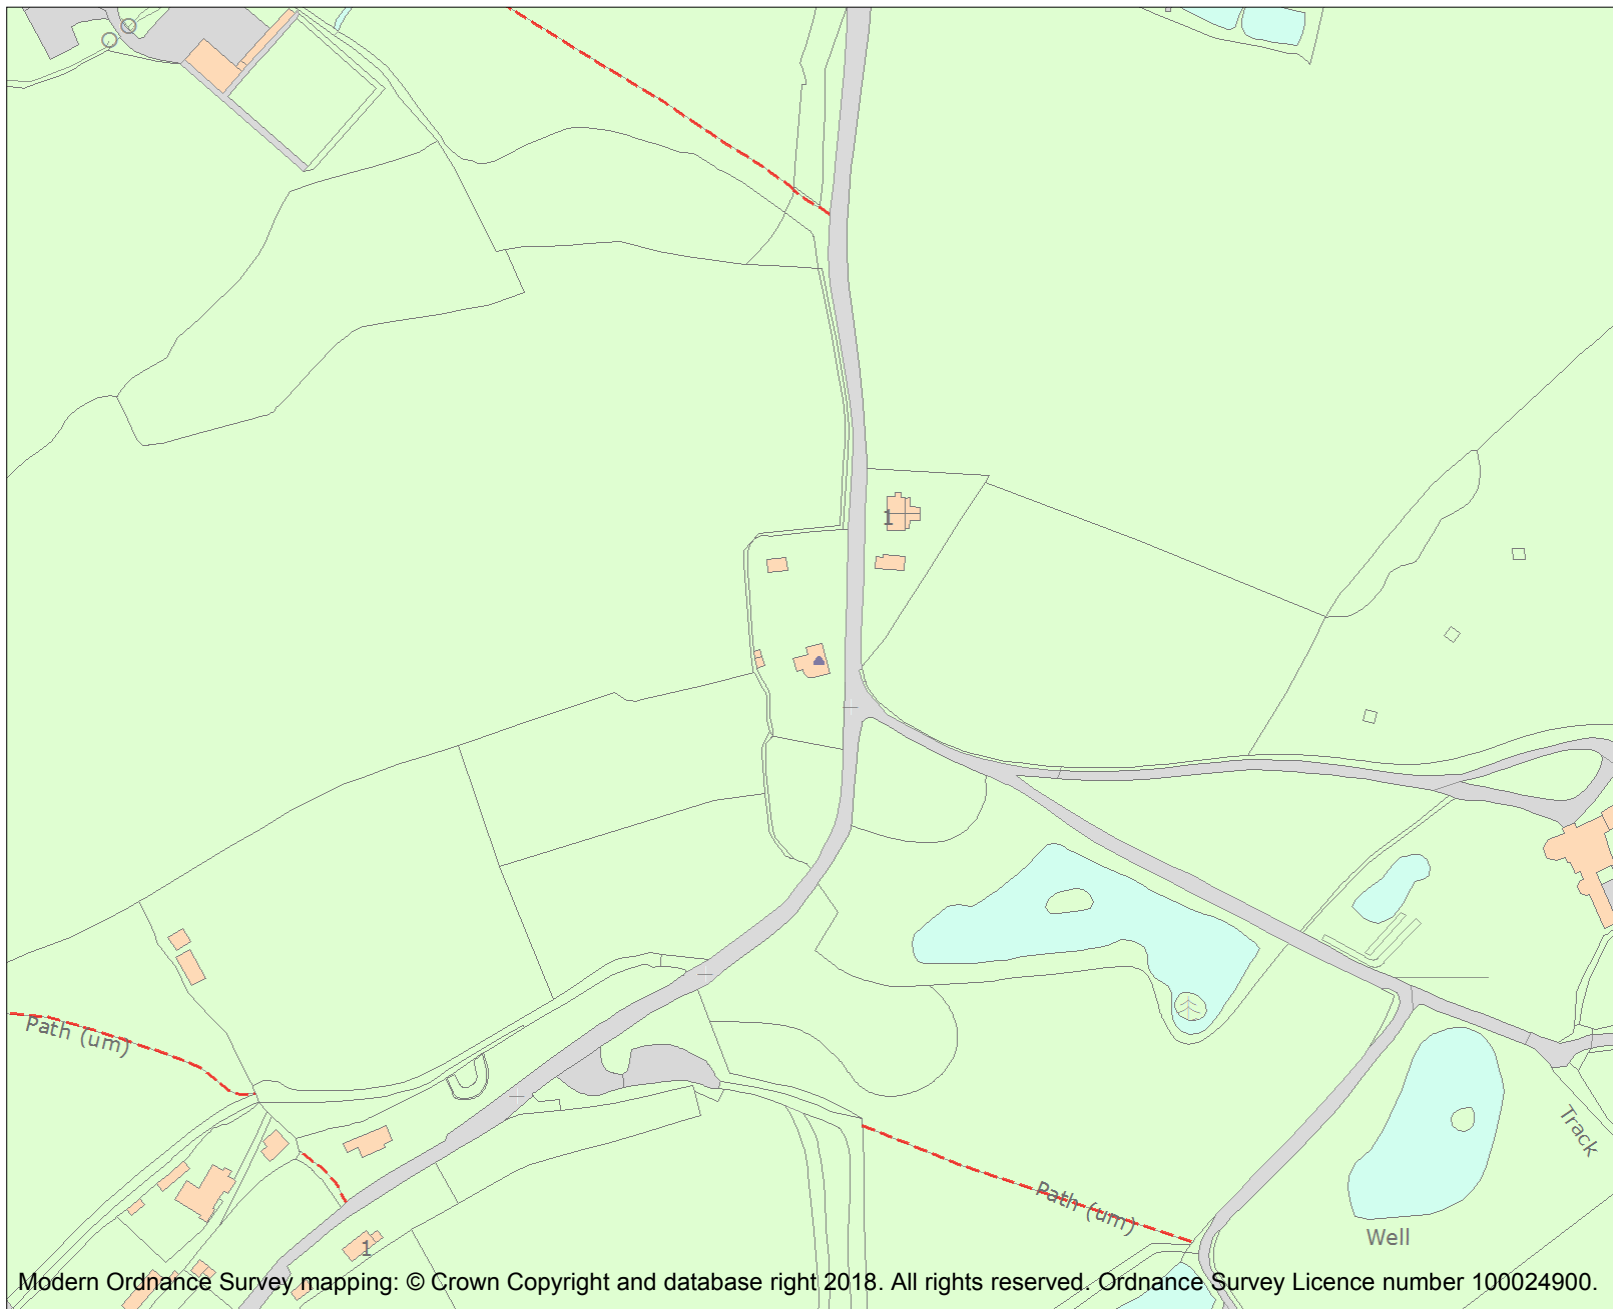 1
Path (um)
Track
Path (um)
Well
1
Modern Ordnance Survey mapping: © Crown Copyright and database right 2018. All rights reserved. Ordnance Survey Licence number 100024900.